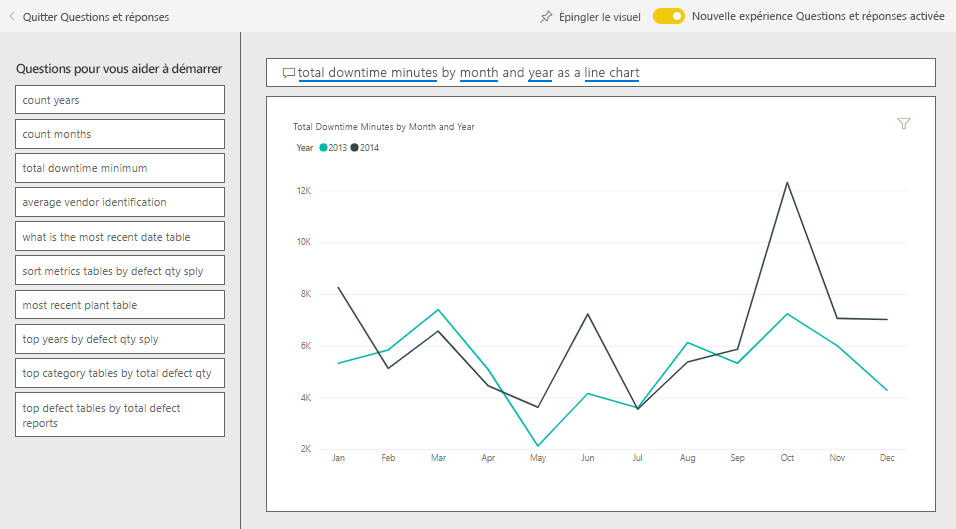 Quitter Questions et réponses
Épingler le visuel
Nouvelle expérience Questions et réponses activée
Questions pour vous aider à démarrer
count years
count months
total downtime minimum
average vendor identification
what is the most recent date table
sort metrics tables by defect qty sply
most recent plant table
top years by defect qty sply
top category tables by total defect qty
top defect tables by total defect
reports
total downtime minutes by month and year as a line chart
Total Downtime Minutes by Month and Year
Year 2013 2014
12K
10K
8K
6K
4K
2K
Jan Feb Mar Apr May Jun Jul Aug Sep Oct Nov Dec